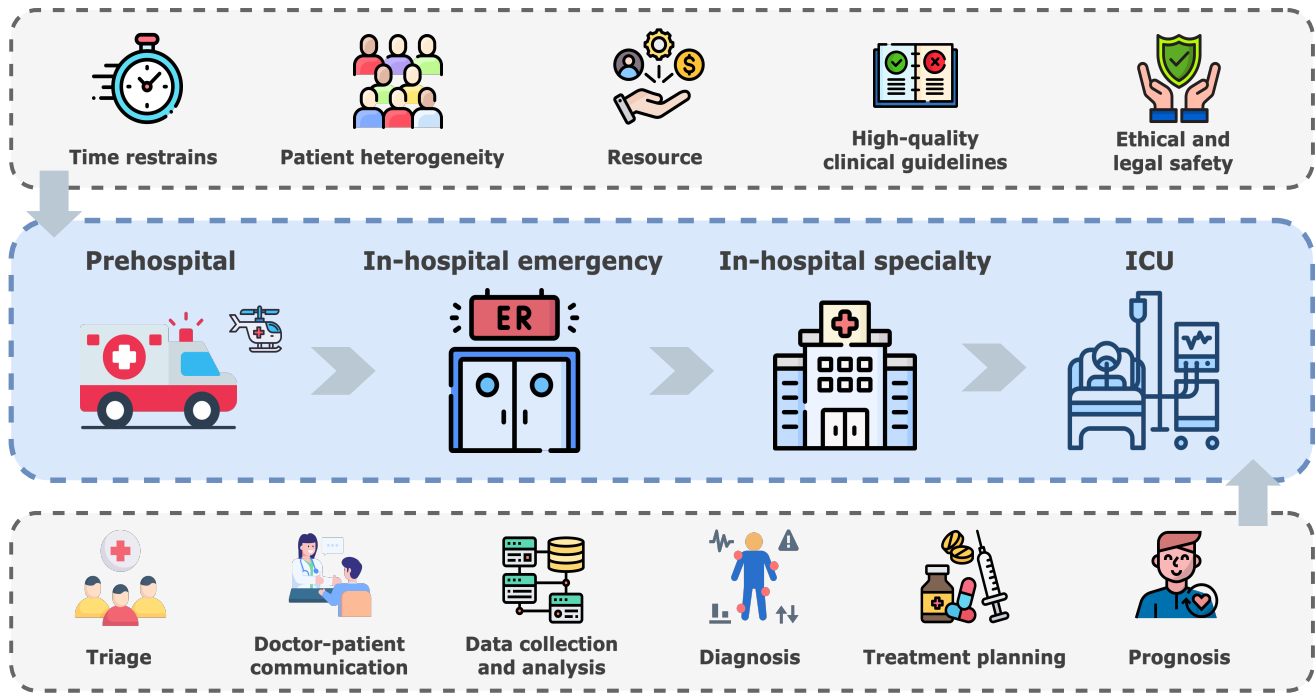 Time restrains
Patient heterogeneity
Resource
High-quality
clinical guidelines
Ethical and
legal safety
Prehospital
In-hospital emergency
In-hospital specialty
ICU
ER
$
Triage
Doctor-patient
communication
Data collection
and analysis
Diagnosis
Treatment planning
Prognosis